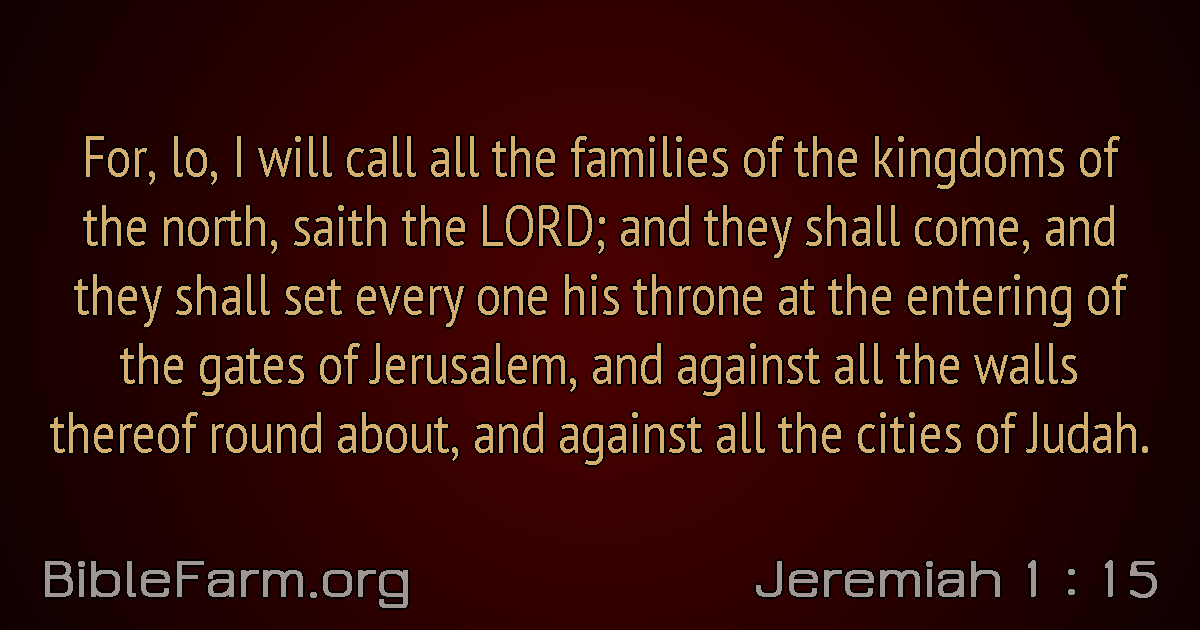 For, lo, I will call all the families of the kingdoms of
the north, saith the LORD; and they shall come, and
they shall set every one his throne at the entering of
the gates of Jerusalem, and against all the walls
thereof round about, and against all the cities of Judah.
BibleFarm.org
Jeremiah 1 : 15